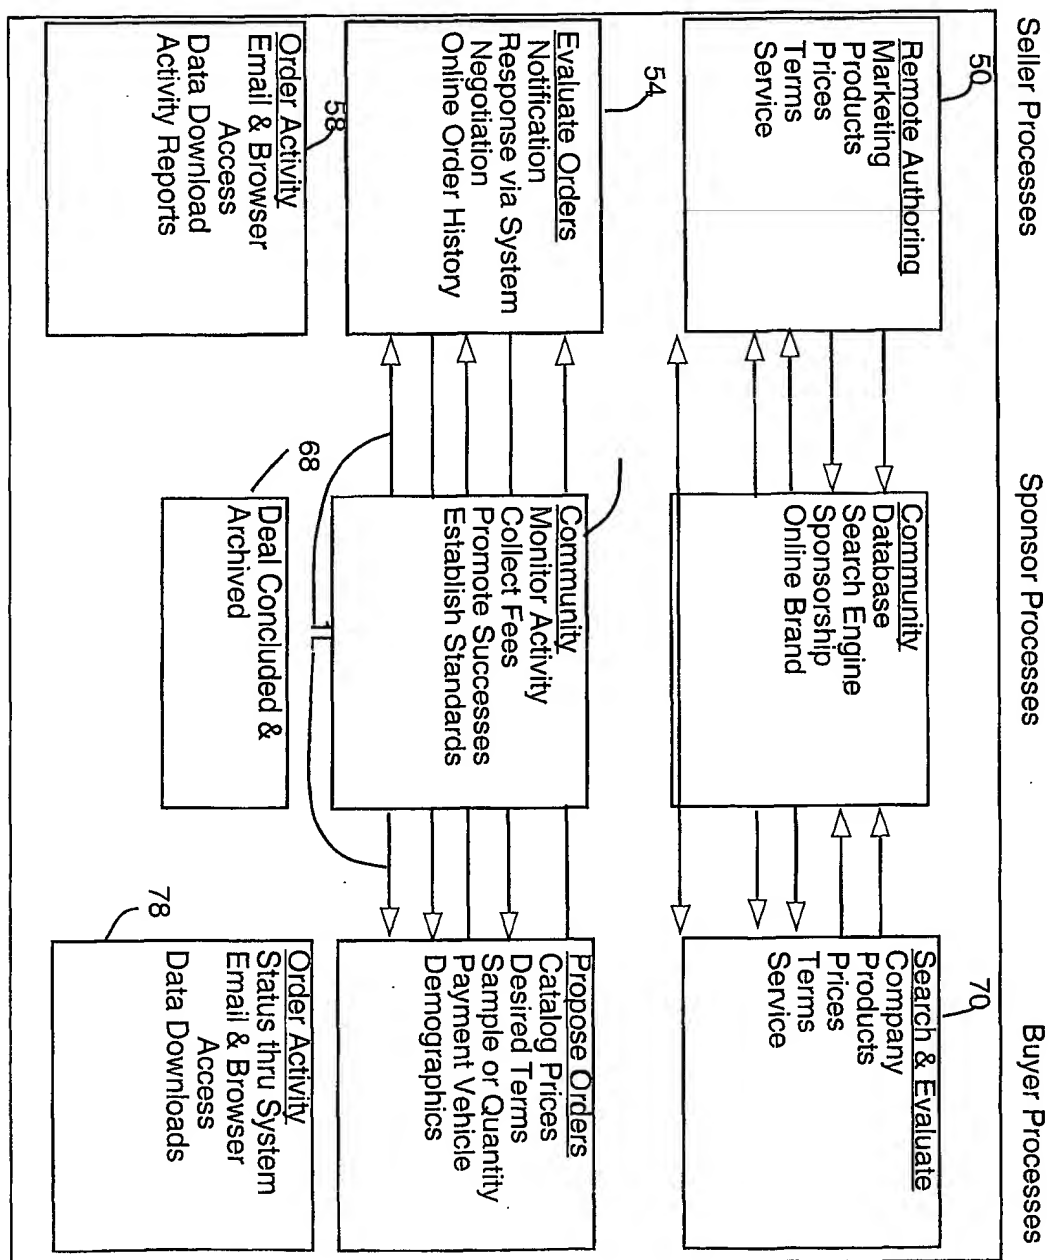 Seller Processes
Sponsor Processes
Buyer Processes
50
Remote Authoring
Marketing
Products
Prices
Terms
Service
Community
Database
Search Engine
Sponsorship
Online Brand
70
Search & Evaluate
Company
Products
Prices
Terms
Service
54
Evaluate Orders
Notification
Response via System
Negotiation
Online Order History
Community
Monitor Activity
Collect Fees
Promote Successes
Establish Standards
Propose Orders
Catalog Prices
Desired Terms
Sample or Quantity
Payment Vehicle
Demographics
58
Order Activity
Email & Browser
Access
Data Download
Activity Reports
68
Deal Concluded &
Archived
78
Order Activity
Status thru System
Email & Browser
Access
Data Downloads